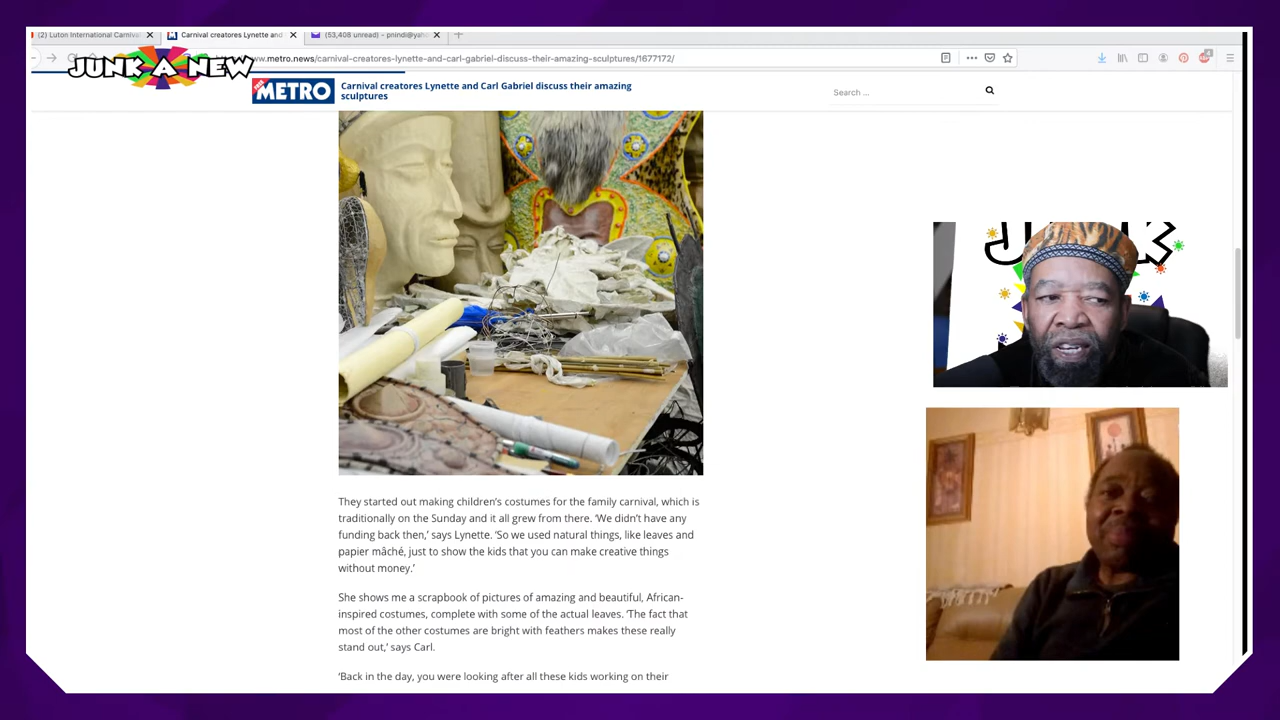 (2) Luton International Carniva
Carnival creatores Lynette and
(53,408 unread) - pnindi@yah
JUNK A NEW
www.metro.news/carnival-creatores-lynette-and-carl-gabriel-discuss-their-amazing-sculptures/1677172/
METRO
Carnival creatores Lynette and Carl Gabriel discuss their amazing
sculptures
Search ...
They started out making children's costumes for the family carnival, which is
traditionally on the Sunday and it all grew from there. 'We didn't have any
funding back then,' says Lynette. 'So we used natural things, like leaves and
papier mâché, just to show the kids that you can make creative things
without money.'
She shows me a scrapbook of pictures of amazing and beautiful, African-
inspired costumes, complete with some of the actual leaves. 'The fact that
most of the other costumes are bright with feathers makes these really
stand out,' says Carl.
'Back in the day, you were looking after all these kids working on their